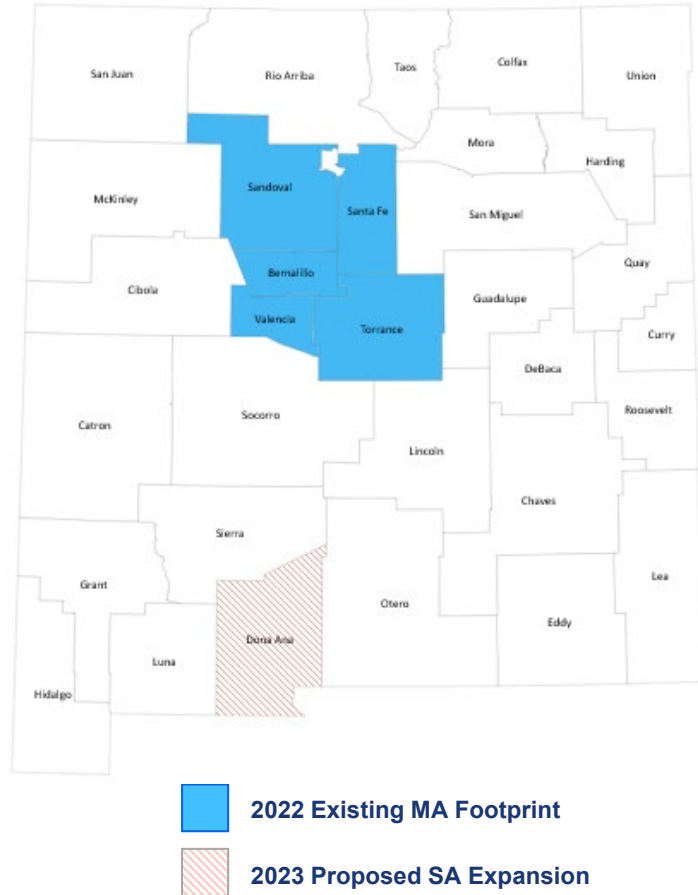 San Juan
Rio Arriba
Taos
Colfax
Union
Mora
Harding
McKinley
Sandoval
Santa Fe
San Miguel
Quay
Cibola
Bernalillo
Guadalupe
Valencia
Torrance
Curry
DeBaca
Roosevelt
Catron
Socorro
Lincoln
Chaves
Sierra
Grant
Otero
Lea
Dona Ana
Eddy
Luna
Hidalgo
2022 Existing MA Footprint
2023 Proposed SA Expansion